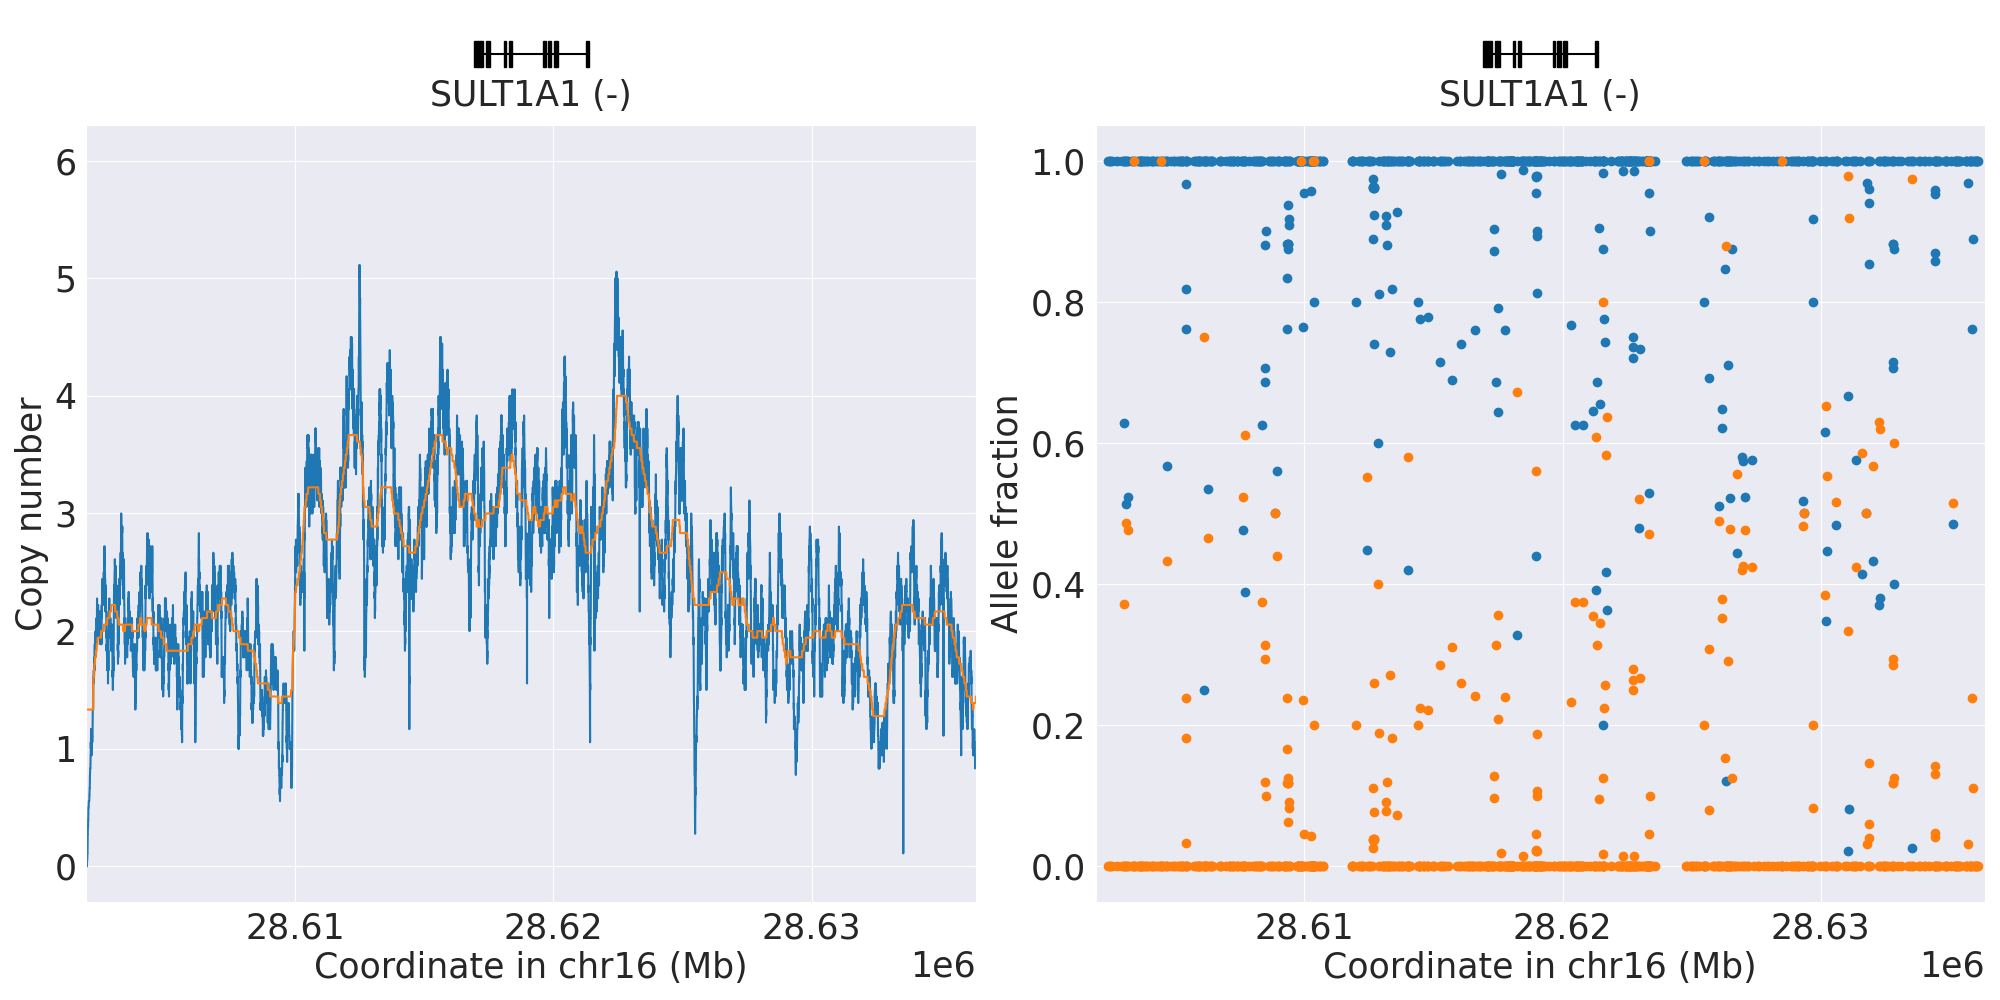 SULT1A1 (-)
Copy number
6
5
4
3
2
1
0
28.61
28.62
28.63
Coordinate in chr16 (Mb)
1e6
SULT1A1 (-)
Allele fraction
1.0
0.8
0.6
0.4
0.2
0.0
28.61
28.62
28.63
Coordinate in chr16 (Mb)
1e6